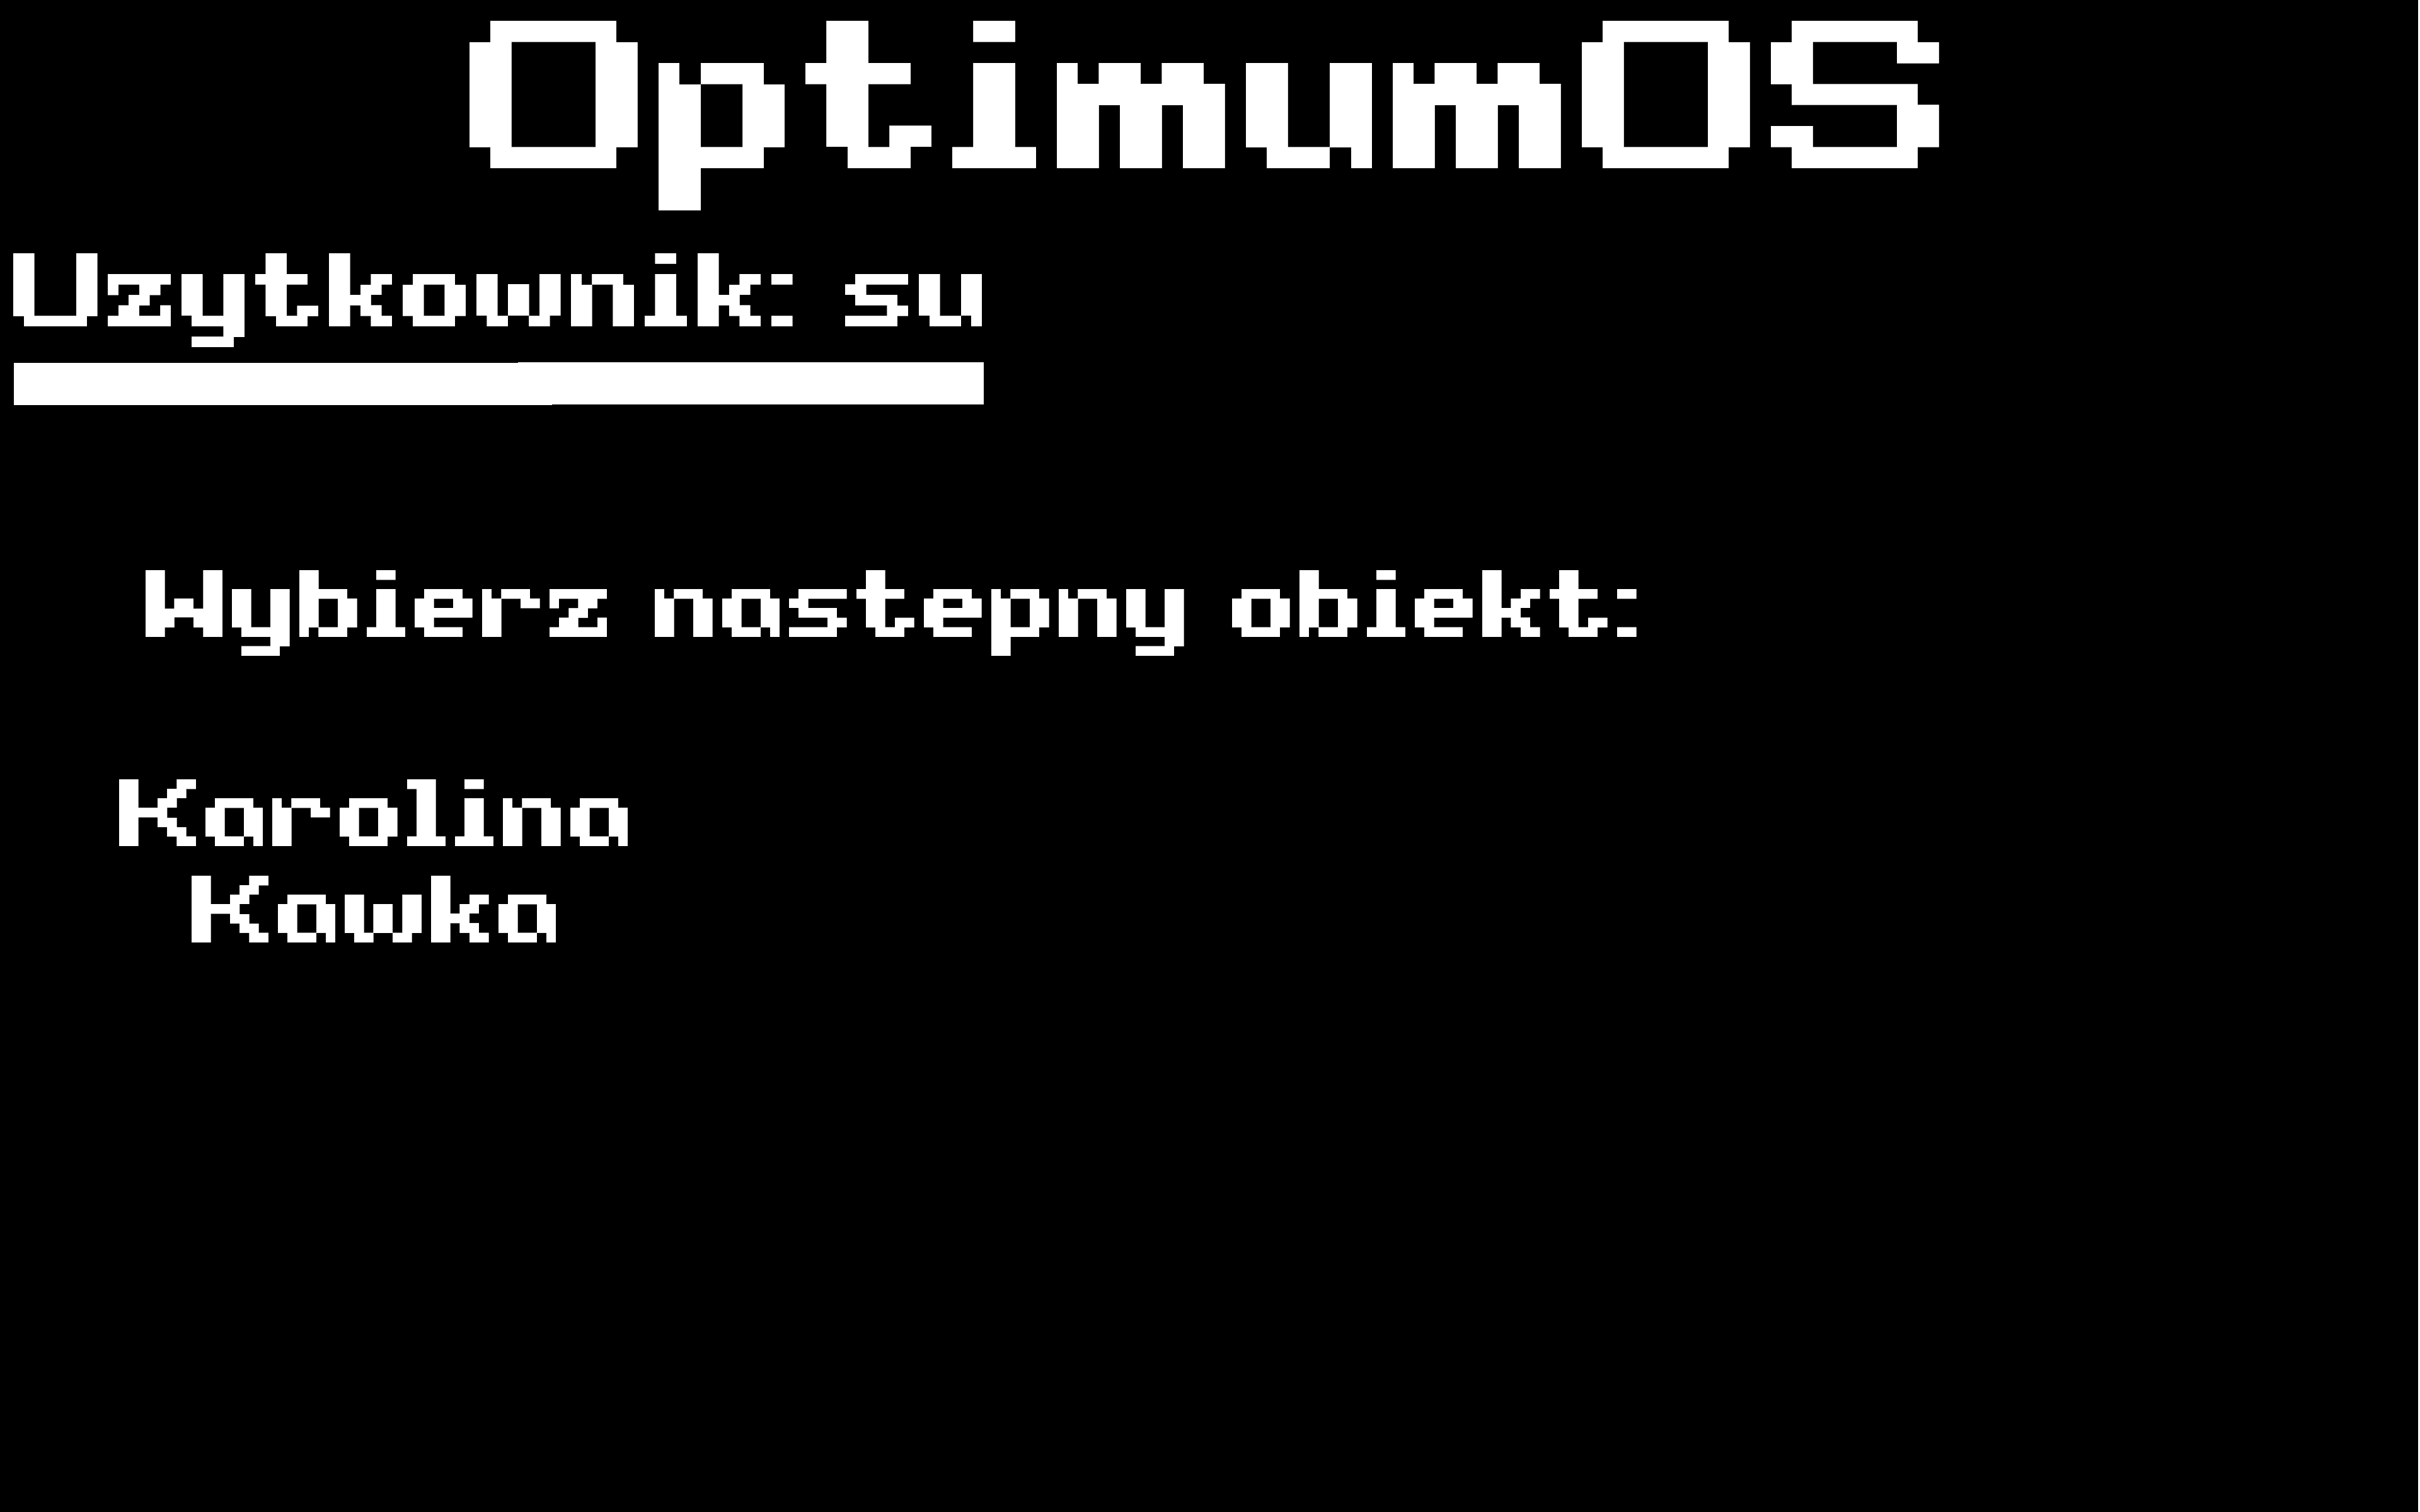 OptimumOS
Uzytkownik: su
Wybierz nastepny obiekt:
Karolina
Kawka